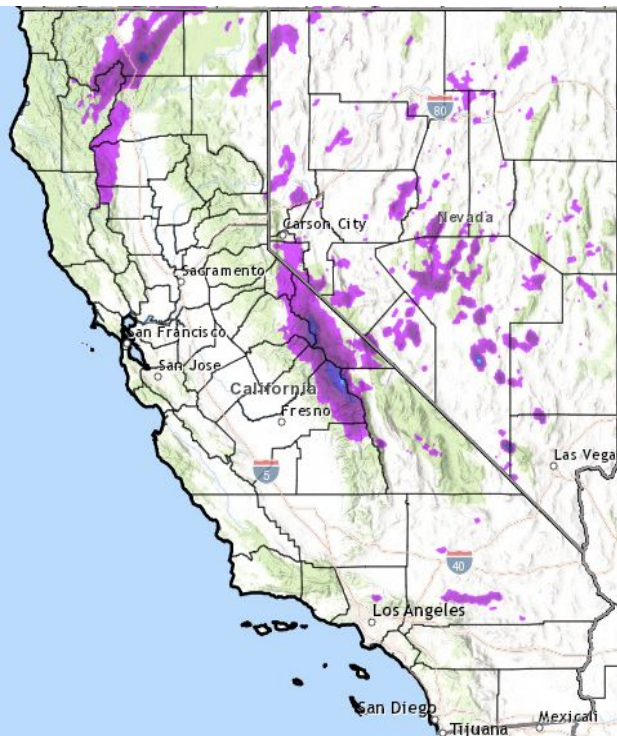 80
Nevada
Carson City
Sacramento
San Francisco
San Jose
California
Fresno
Las Vega
5
40
Los Angeles
San Diego
Mexicali
Tijuana